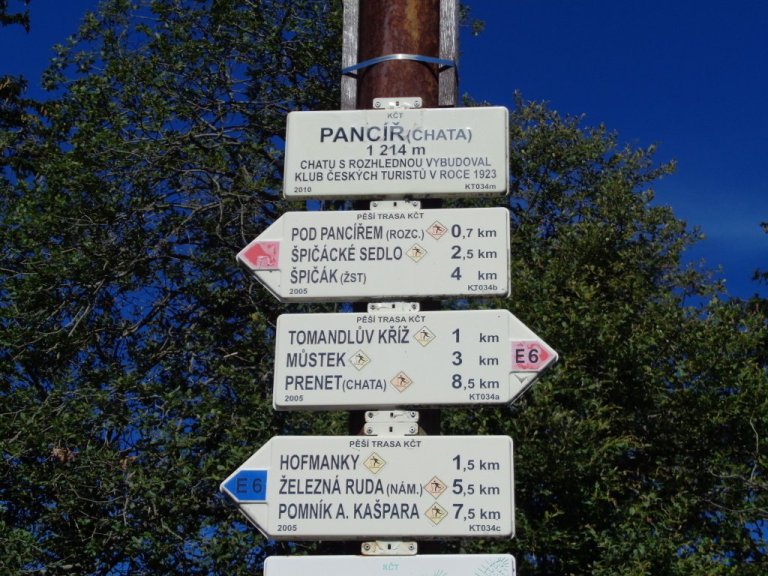 KČT
PANCÍŘ (CHATA)
1 214 m
CHATU S ROZHLEDNOU VYBUDOVAL
KLUB ČESKÝCH TURISTŮ V ROCE 1923
2010 KT034m
PĚŠÍ TRASA KČT
POD PANCÍŘEM (ROZC.) 0,7 km
ŠPIČÁCKÉ SEDLO 2,5 km
ŠPIČÁK (ŽST) 4 km
2005 KT034b
PĚŠÍ TRASA KČT
TOMANDLŮV KŘÍŽ 1 km
MŮSTEK 3 km
E 6
PRENET (CHATA) 8,5 km
2005 KT034a
PĚŠÍ TRASA KČT
HOFMANKY 1,5 km
E 6
ŽELEZNÁ RUDA (NÁM.) 5,5 km
POMNÍK A. KAŠPARA 7,5 km
2005 KT034c
KČT